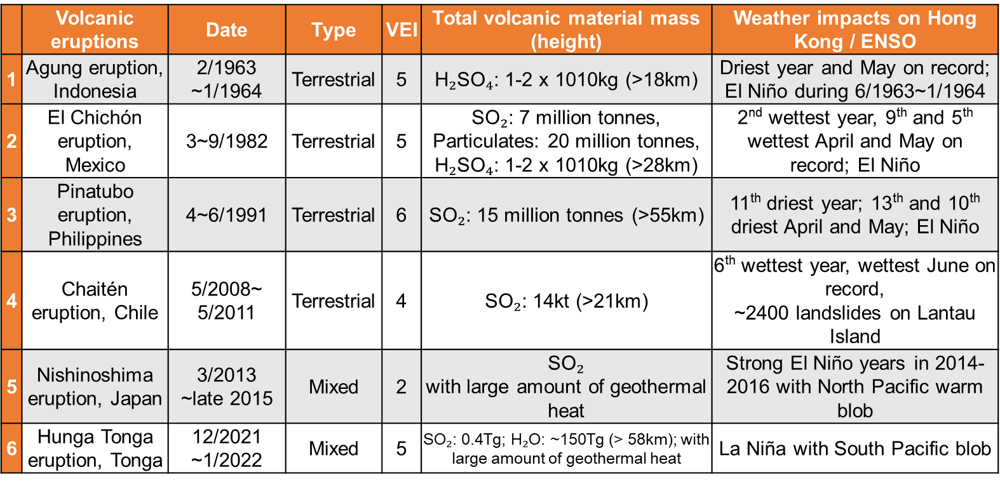 Volcanic eruptions
Date
Type
VEI
Total volcanic material mass (height)
Weather impacts on Hong Kong / ENSO
1
Agung eruption,
Indonesia
2/1963
~1/1964
Terrestrial
5
H₂SO₄: 1-2 x 1010kg (>18km)
Driest year and May on record;
El Niño during 6/1963~1/1964
2
El Chichón
eruption,
Mexico
3~9/1982
Terrestrial
5
SO₂: 7 million tonnes,
Particulates: 20 million tonnes,
H₂SO₄: 1-2 x 1010kg (>28km)
2nd wettest year, 9th and 5th
wettest April and May on
record; El Niño
3
Pinatubo
eruption,
Philippines
4~6/1991
Terrestrial
6
SO₂: 15 million tonnes (>55km)
11th driest year; 13th and 10th
driest April and May; El Niño
4
Chaitén
eruption, Chile
5/2008~
5/2011
Terrestrial
4
SO₂: 14kt (>21km)
6th wettest year, wettest June on
record,
~2400 landslides on Lantau
Island
5
Nishinoshima
eruption, Japan
3/2013
~late 2015
Mixed
2
SO₂
with large amount of geothermal
heat
Strong El Niño years in 2014-
2016 with North Pacific warm
blob
6
Hunga Tonga
eruption, Tonga
12/2021
~1/2022
Mixed
5
SO₂: 0.4Tg; H₂O: ~150Tg (> 58km); with
large amount of geothermal heat
La Niña with South Pacific blob